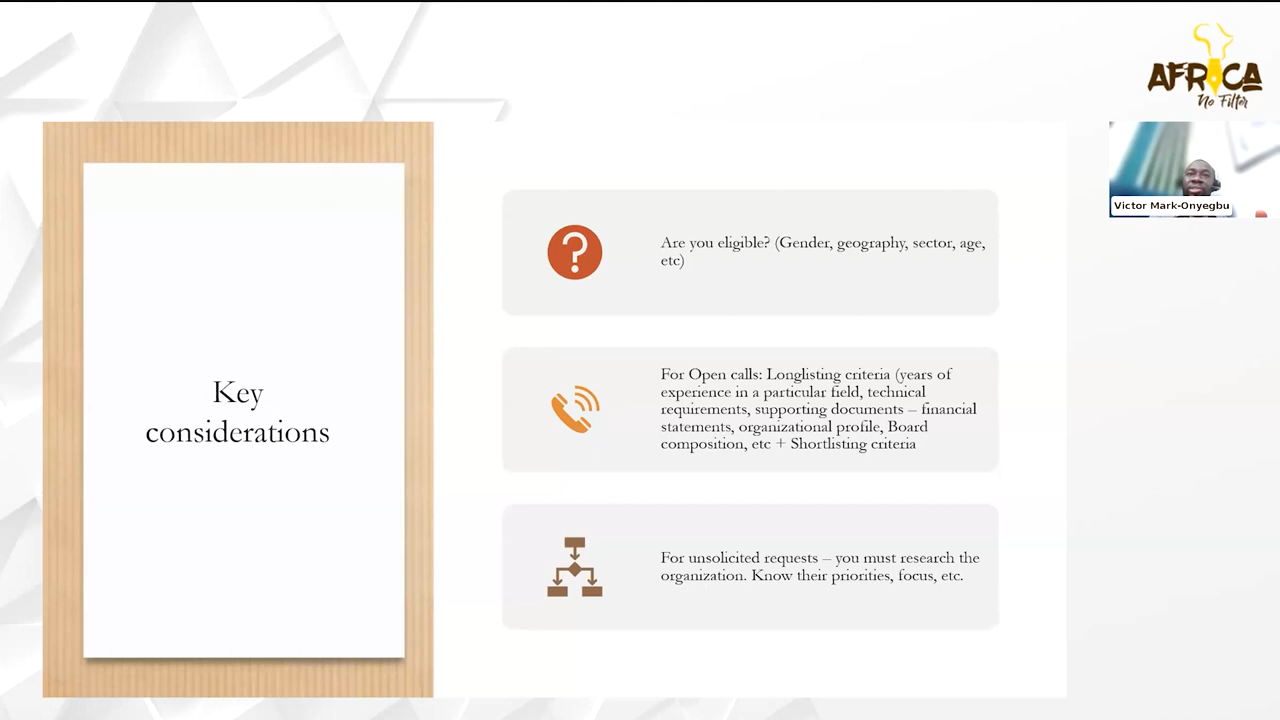 AFRICA
No Filter
Victor Mark-Onyegbu
Key
considerations
Are you eligible? (Gender, geography, sector, age,
etc)
For Open calls: Longlisting criteria (years of
experience in a particular field, technical
requirements, supporting documents – financial
statements, organizational profile, Board
composition, etc + Shortlisting criteria
For unsolicited requests – you must research the
organization. Know their priorities, focus, etc.